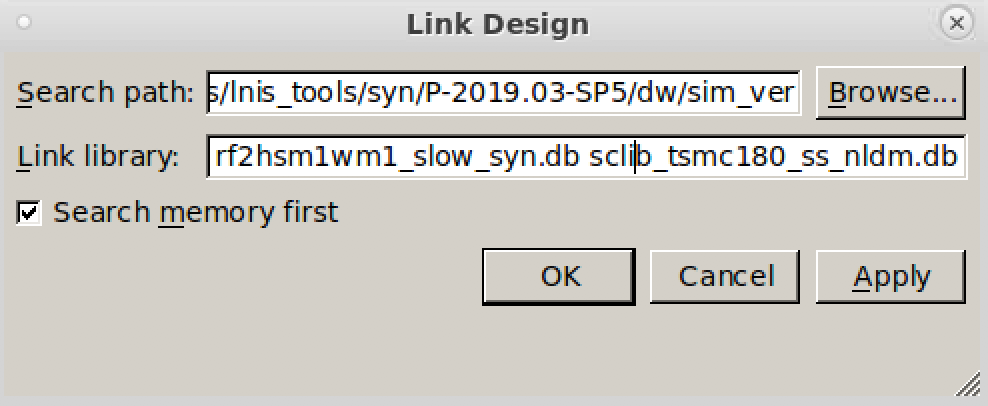 Link Design
Search path: s/lnis_tools/syn/P-2019.03-SP5/dw/sim_ver Browse...
Link library: rf2hsm1wm1_slow_syn.db sclib_tsmc180_ss_nldm.db
Search memory first
OK Cancel Apply